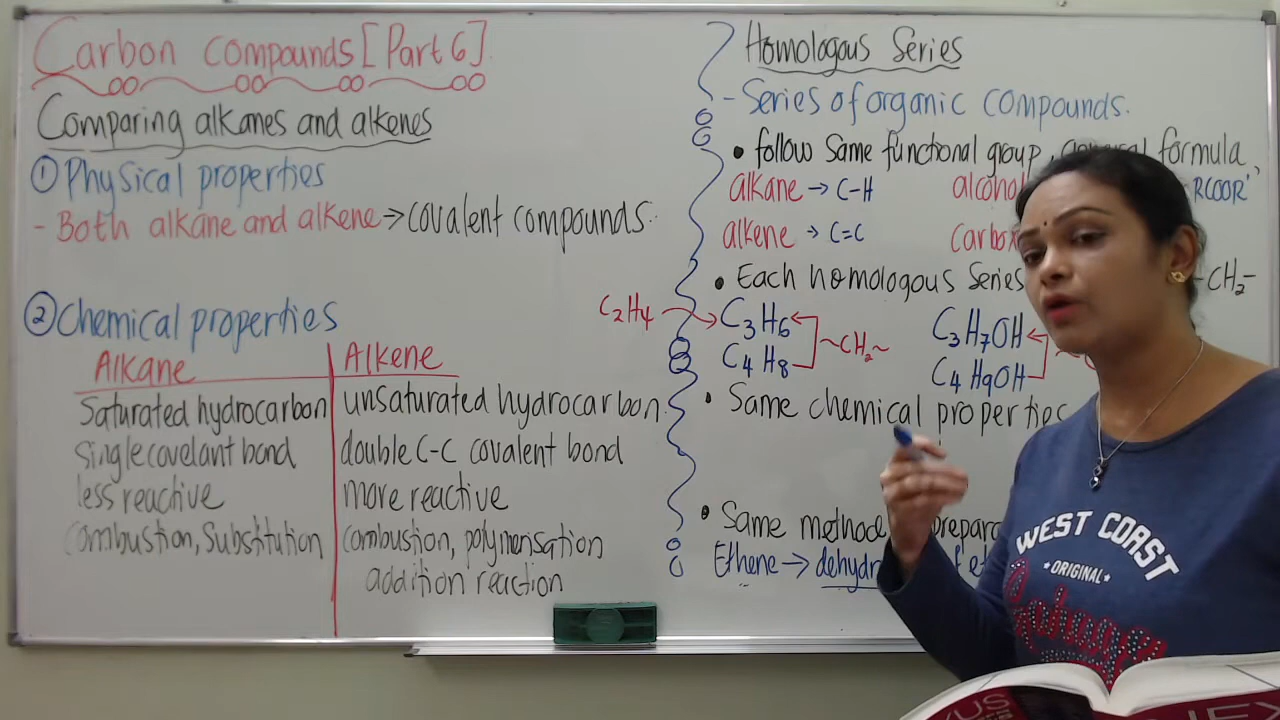 Carbon compounds [Part 6]
Comparing alkanes and alkenes
① Physical properties
- Both alkane and alkene → covalent compounds.
② Chemical properties
Alkane
Saturated hydrocarbon
Single covelant bond
less reactive
combustion, Substitution
Alkene
unsaturated hydrocarbon.
double C-C covalent bond
more reactive
combustion, polymerisation
addition reaction
Homologous Series
- Series of organic compounds.
• follow same functional group, general formula,
alkane → C-H
alcohol
RCOOR'
alkene → C=C
• Each homologous Series -CH₂-
C₂H₄ C₃H₆ C₃H₇OH
~CH₂~
C₄H₈ C₄H₉OH
• Same chemical properties
• Same method
Ethene →
WEST COAST
ORIGINAL